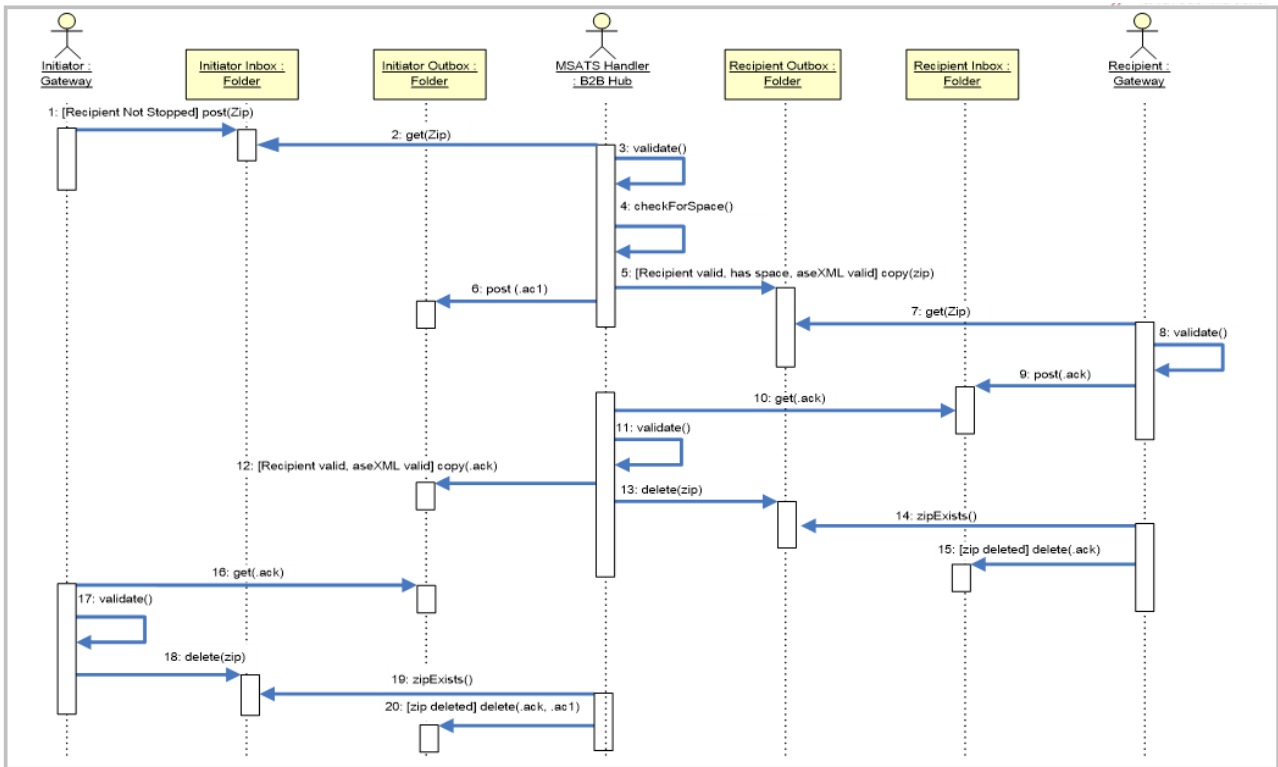 Initiator :
Gateway
Initiator Inbox :
Folder
Initiator Outbox :
Folder
MSATS Handler
: B2B Hub
Recipient Outbox :
Folder
Recipient Inbox :
Folder
Recipient :
Gateway
1: [Recipient Not Stopped] post(Zip)
2: get(Zip)
3: validate()
4: checkForSpace()
5: [Recipient valid, has space, aseXML valid] copy(zip)
6: post (.ac1)
7: get(Zip)
8: validate()
9: post(.ack)
10: get(.ack)
11: validate()
12: [Recipient valid, aseXML valid] copy(.ack)
13: delete(zip)
14: zipExists()
15: [zip deleted] delete(.ack)
16: get(.ack)
17: validate()
18: delete(zip)
19: zipExists()
20: [zip deleted] delete(.ack, .ac1)